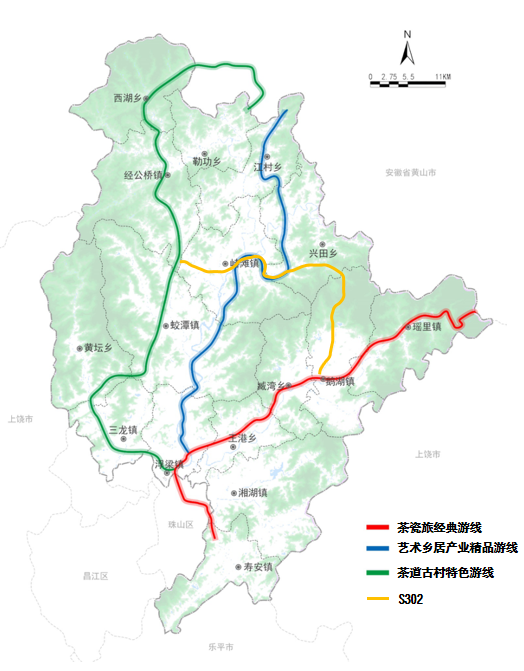 N
0 2.75 5.5 11KM
西湖乡
江村乡
勒功乡
经公桥镇
安徽省黄山市
兴田乡
峙滩镇
蛟潭镇
瑶里镇
黄坛乡
臧湾乡
鹅湖镇
上饶市
三龙镇
王港乡
上饶市
浮梁镇
湘湖镇
珠山区
茶瓷旅经典游线
艺术乡居产业精品游线
寿安镇
茶道古村特色游线
昌江区
S302
乐平市